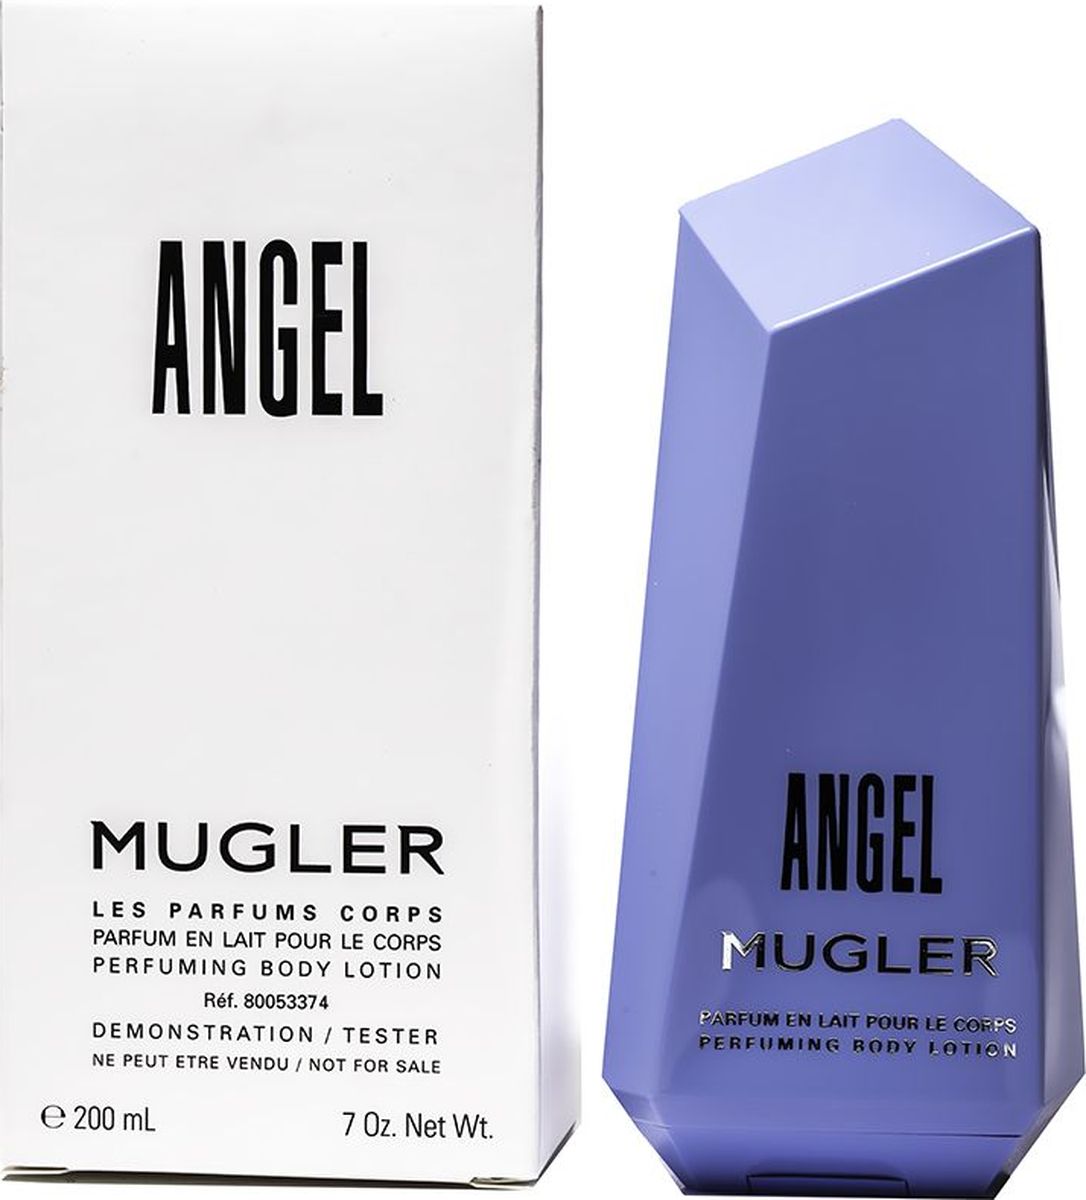 ANGEL
MUGLER
LES PARFUMS CORPS
PARFUM EN LAIT POUR LE CORPS
PERFUMING BODY LOTION
Réf. 80053374
DEMONSTRATION / TESTER
NE PEUT ETRE VENDU / NOT FOR SALE
℮ 200 mL 7 Oz. Net Wt.
ANGEL
MUGLER
PARFUM EN LAIT POUR LE CORPS
PERFUMING BODY LOTION